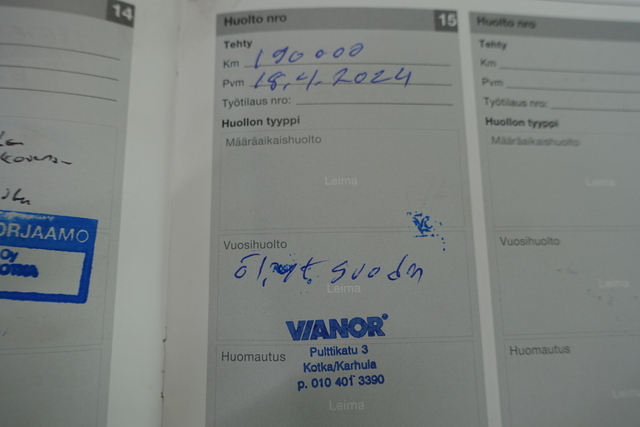 14
ORJAAMO
OY
Huolto nro 15
Tehty
Km 190 000
Pvm 18.4.2024
Työtilaus nro:
Huollon tyyppi
Määräaikaishuolto
Leima
Vuosihuolto
Öljyt. suodin
Leima
VIANOR
Huomautus
Pulttikatu 3
Kotka/Karhula
p. 010 401 3390
Leima
Huolto nro
Tehty
Km
Pvm
Työtilaus nro:
Huollon tyyppi
Määräaikaishuolto
Leima
Vuosihuolto
Leima
Huomautus
Leima